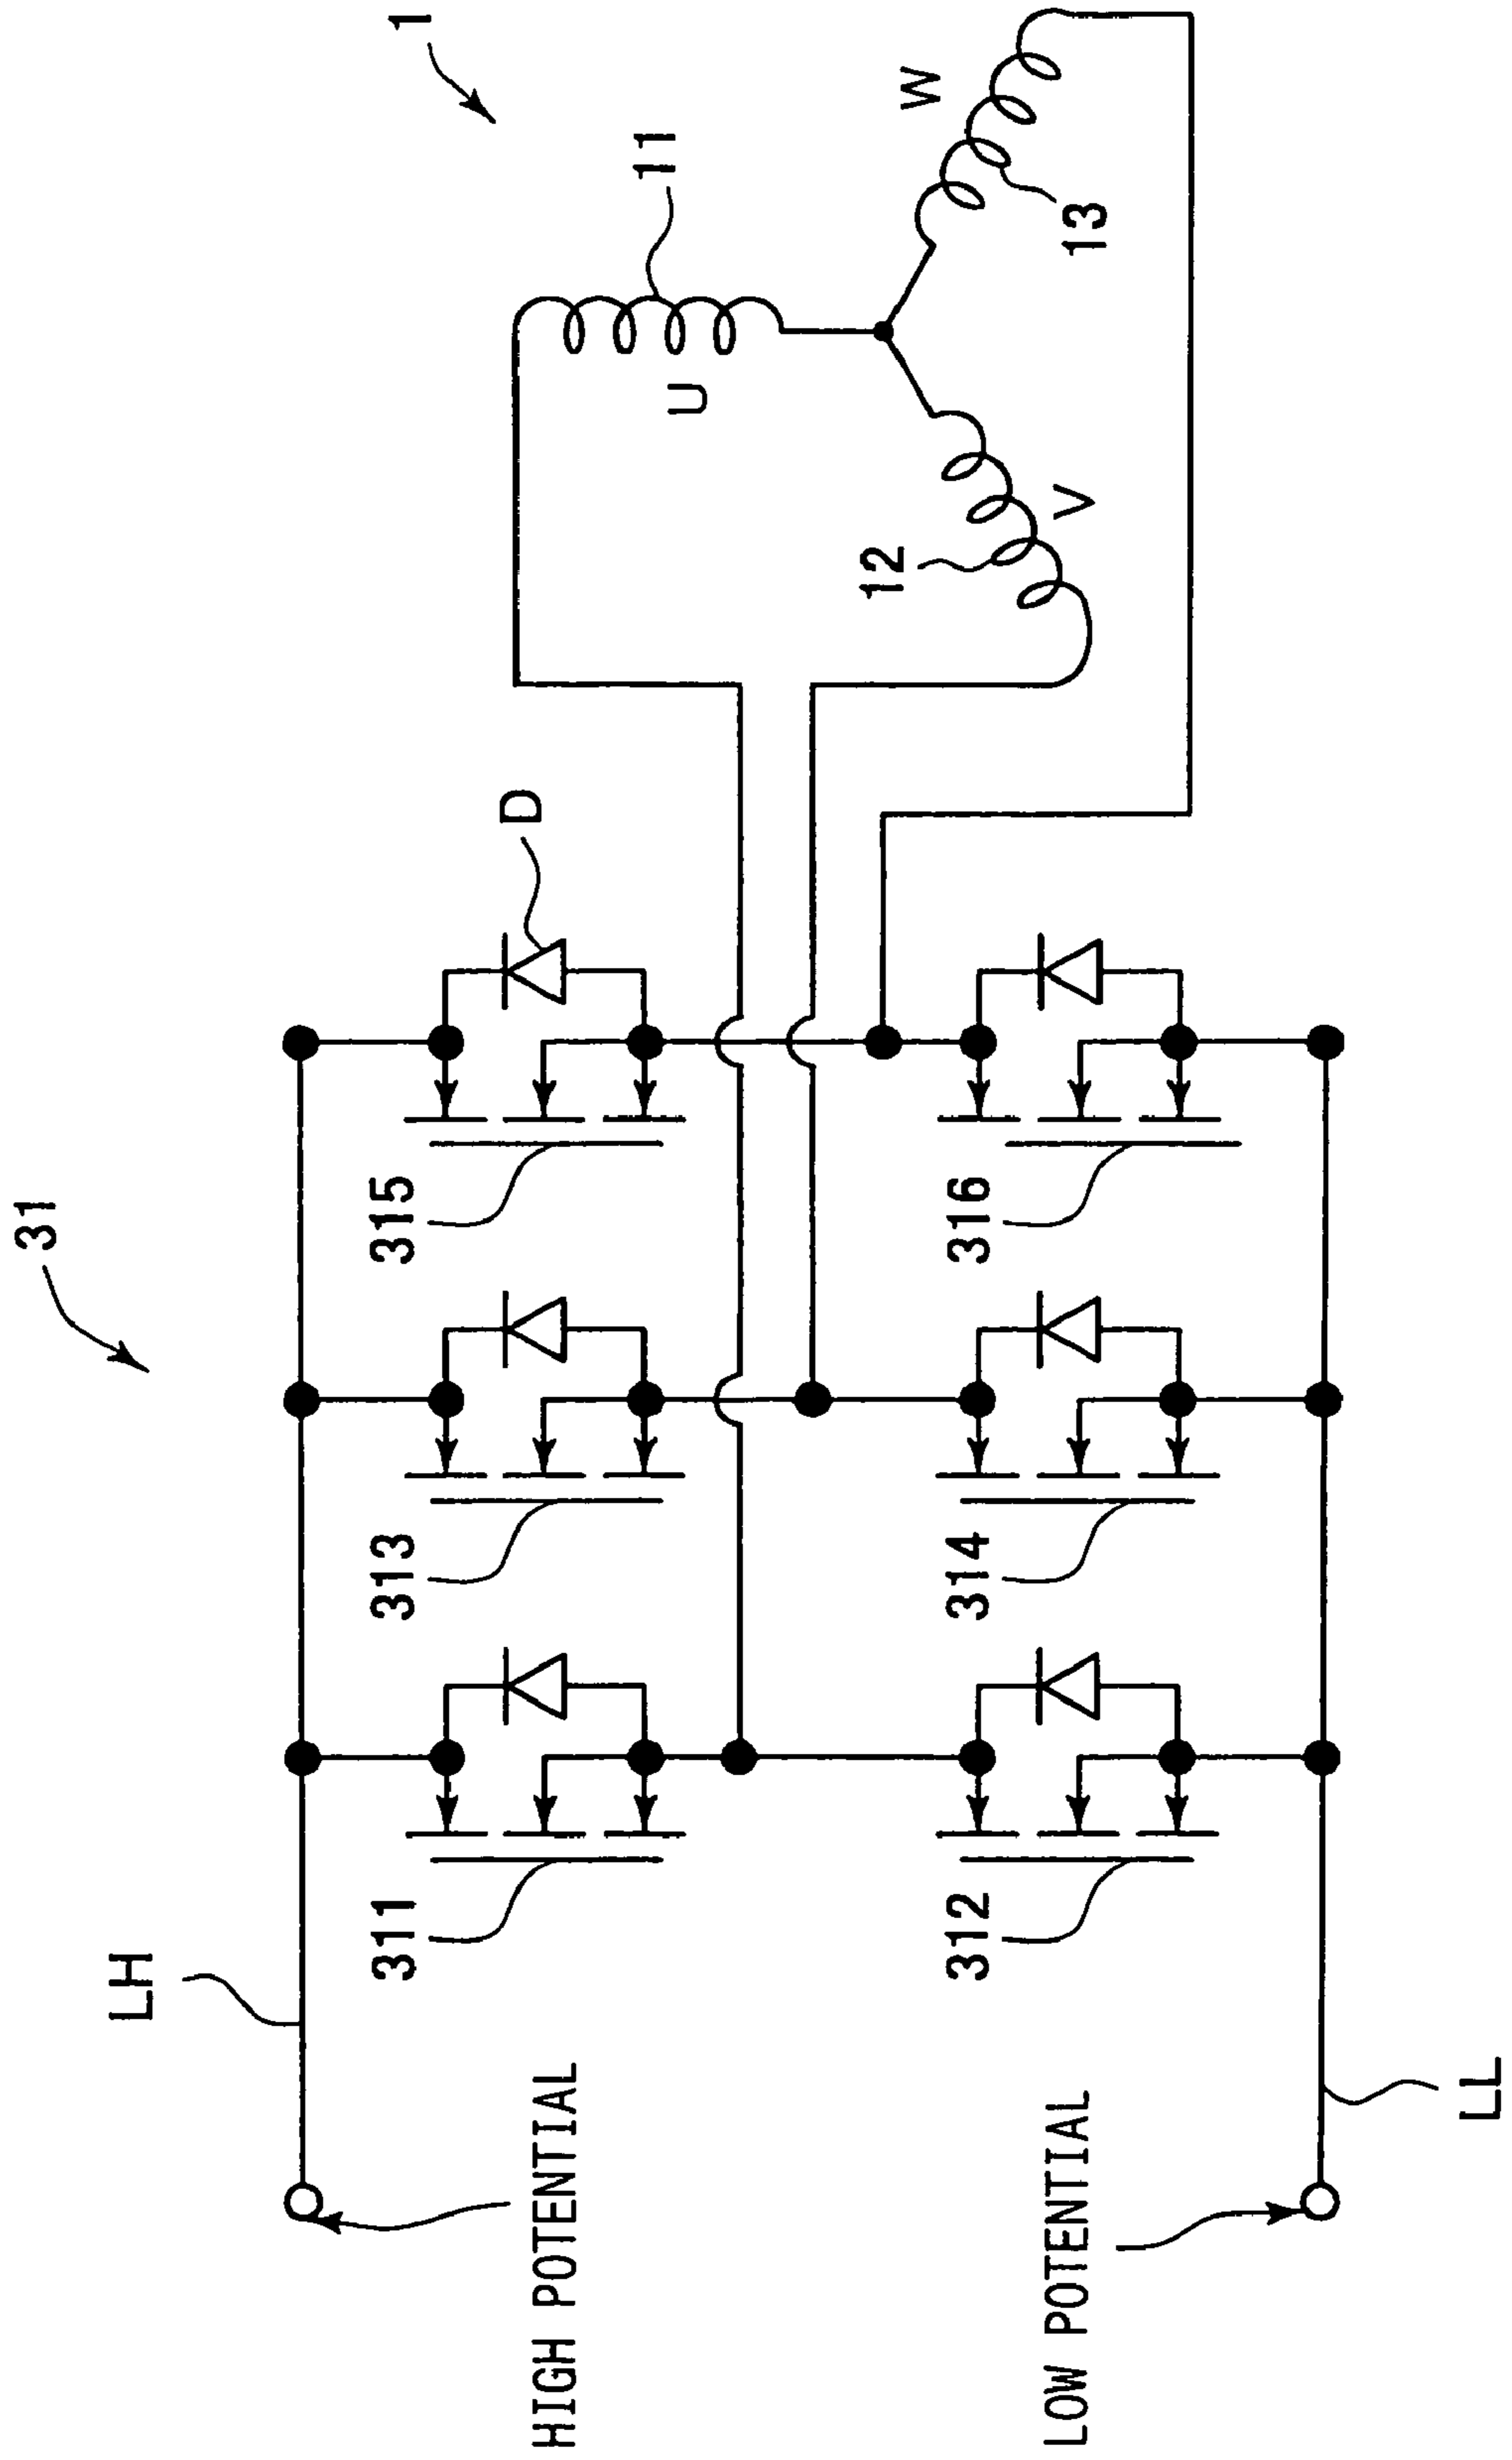 31
1
LH
HIGH POTENTIAL
311
313
315
D
11
U
W
12
V
13
312
314
316
LOW POTENTIAL
LL